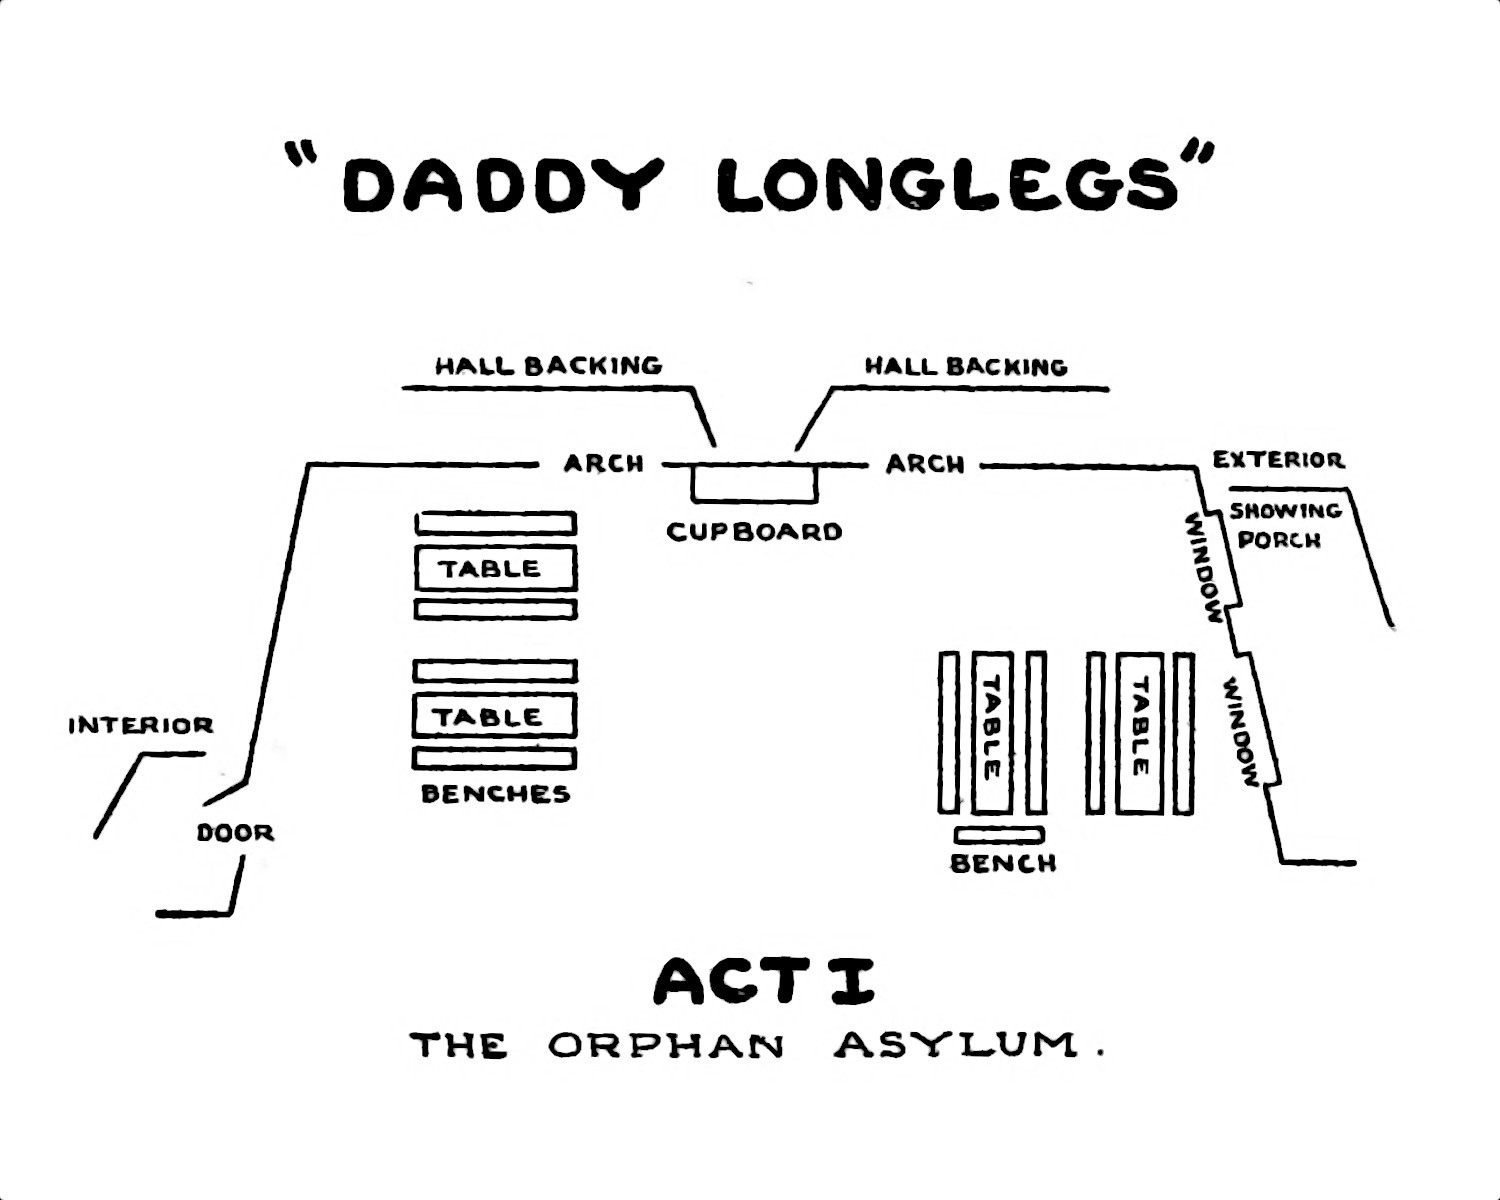 "DADDY LONGLEGS"
HALL BACKING
HALL BACKING
ARCH
ARCH
EXTERIOR
SHOWING
PORCH
CUPBOARD
WINDOW
TABLE
TABLE
BENCHES
TABLE
TABLE
WINDOW
BENCH
INTERIOR
DOOR
ACT I
THE ORPHAN ASYLUM.